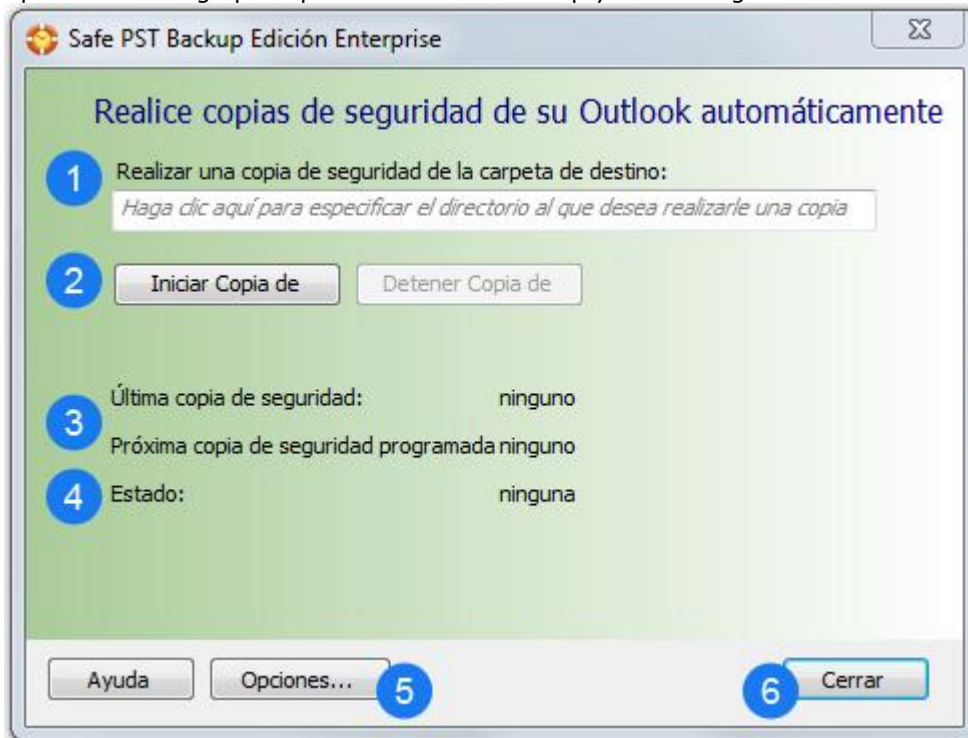 Safe PST Backup Edición Enterprise
Realice copias de seguridad de su Outlook automáticamente
1 Realizar una copia de seguridad de la carpeta de destino:
Haga clic aquí para especificar el directorio al que desea realizarle una copia
2 Iniciar Copia de Detener Copia de
Última copia de seguridad: ninguno
3
Próxima copia de seguridad programada ninguno
4 Estado: ninguna
Ayuda Opciones... 5 6 Cerrar